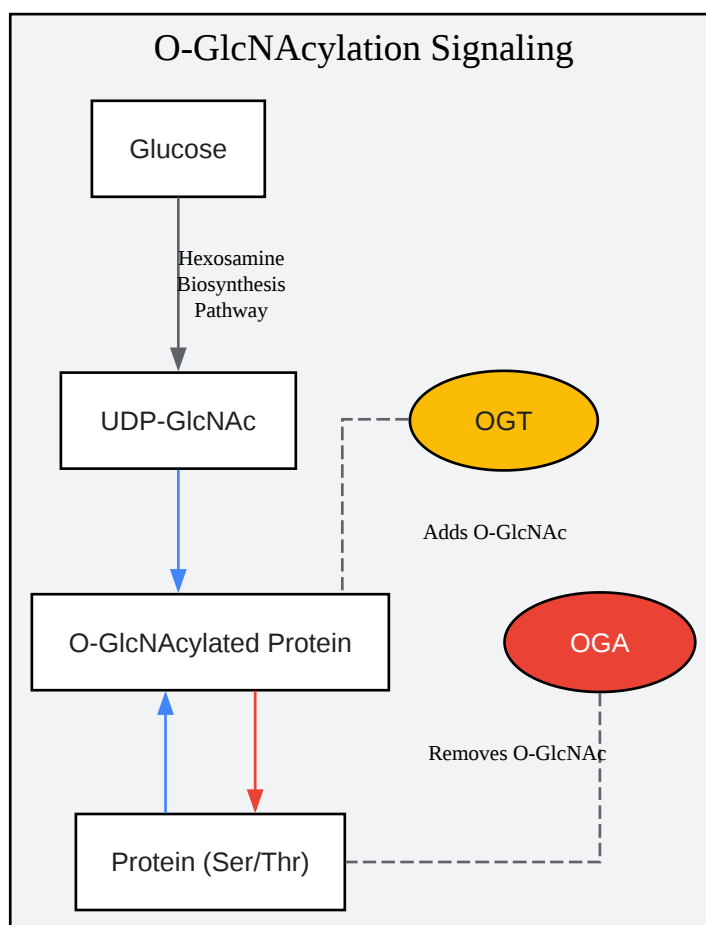 O-GlcNAcylation Signaling
Glucose
Hexosamine
Biosynthesis
Pathway
UDP-GlcNAc
OGT
Adds O-GlcNAc
O-GlcNAcylated Protein
OGA
Removes O-GlcNAc
Protein (Ser/Thr)